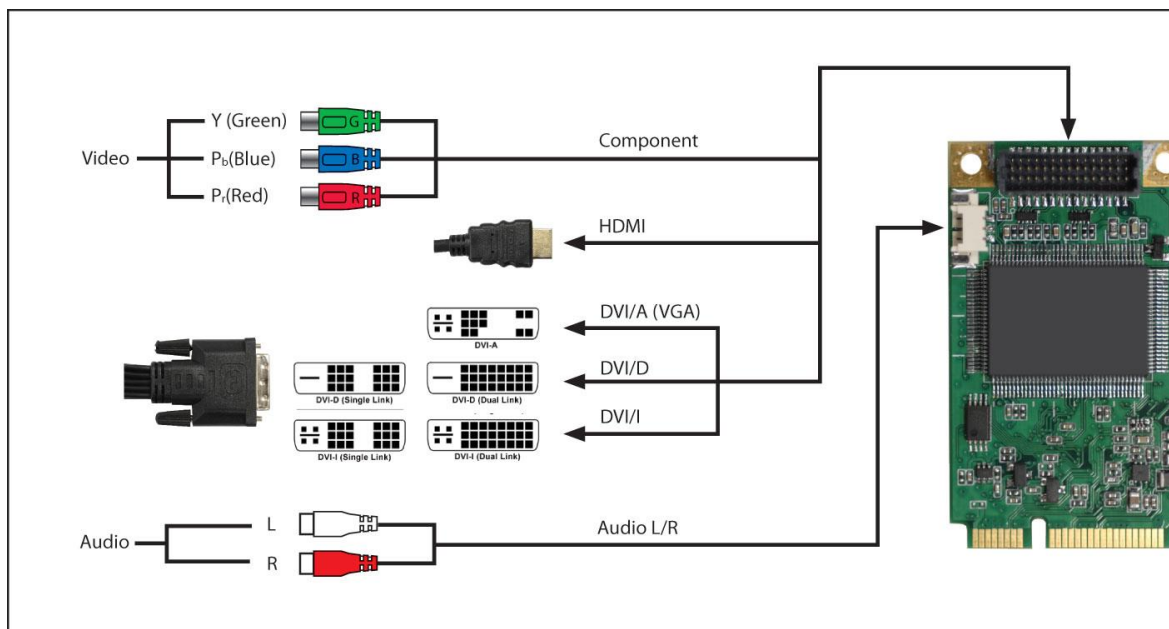 Video
Y (Green)
G
Pb(Blue)
B
Pr(Red)
R
Component
HDMI
DVI/A (VGA)
DVI-A
DVI/D
DVI-D (Single Link)
DVI-D (Dual Link)
DVI/I
DVI-I (Single Link)
DVI-I (Dual Link)
Audio
L
R
Audio L/R